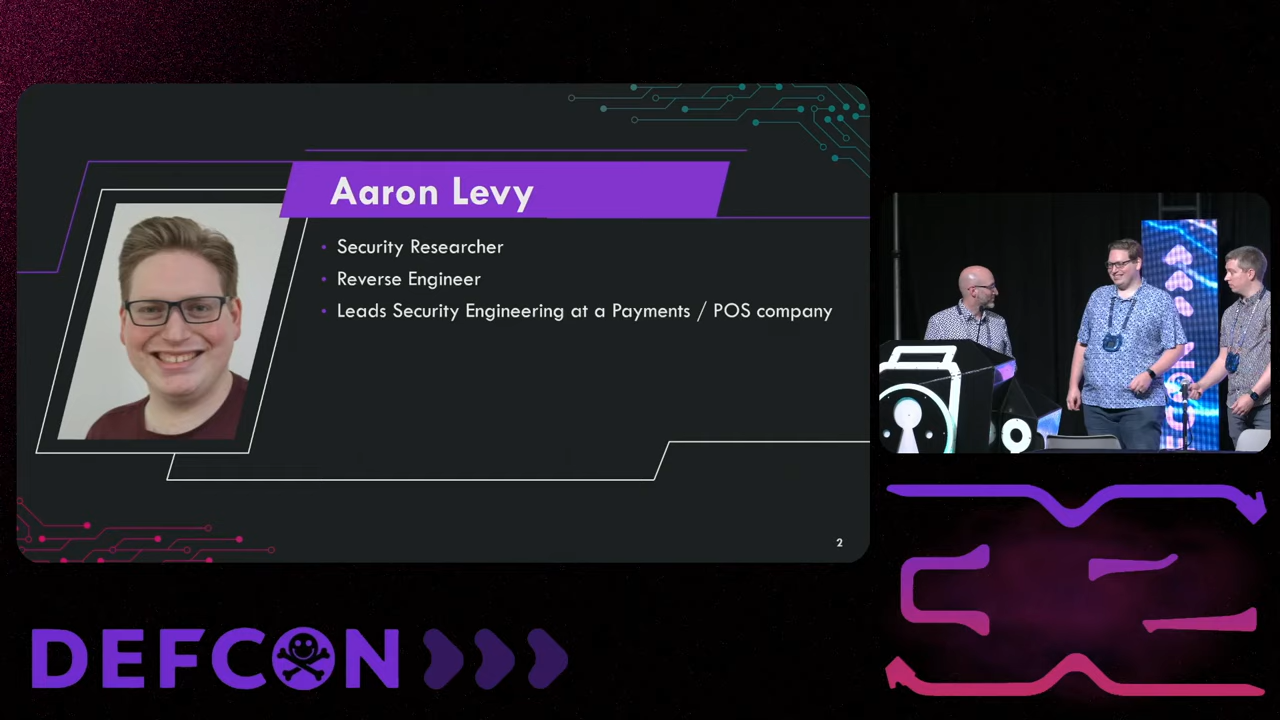 Aaron Levy
• Security Researcher
• Reverse Engineer
• Leads Security Engineering at a Payments / POS company
2
DEFCON